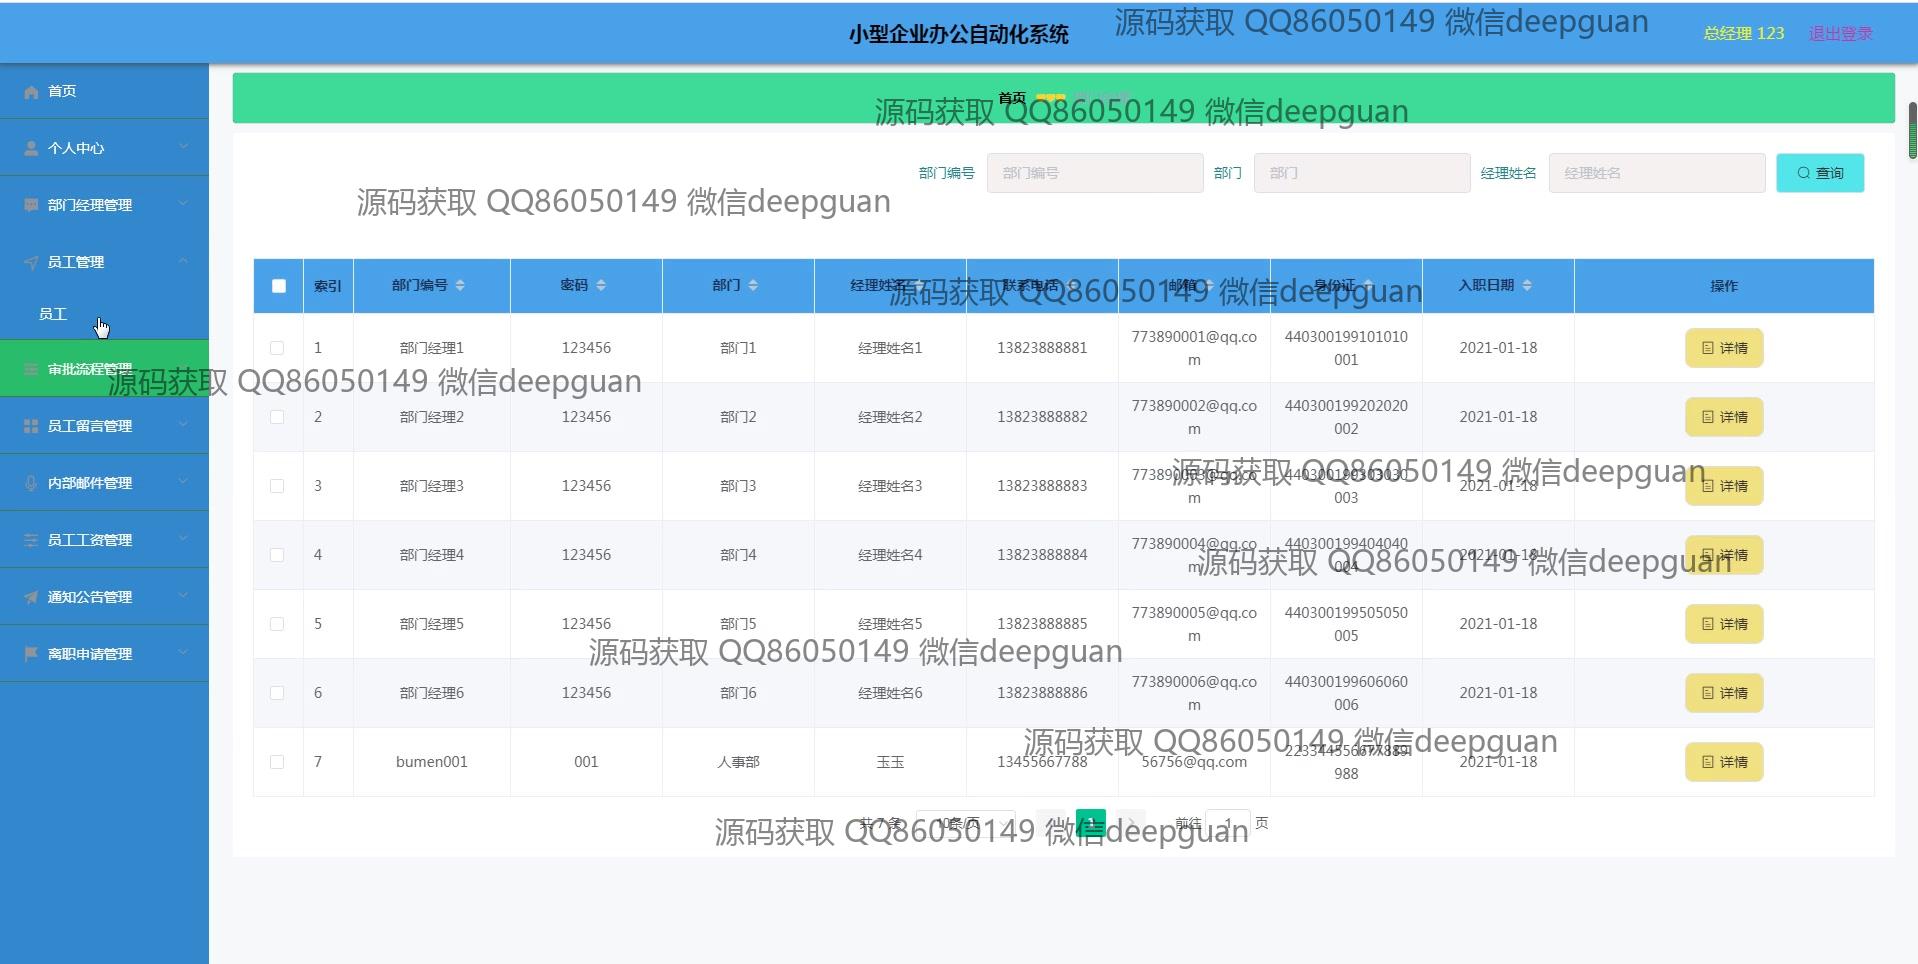 小型企业办公自动化系统
源码获取 QQ86050149 微信deepguan
总经理 123
退出登录
首页
个人中心
部门经理管理
员工管理
员工
审批流程管理
员工留言管理
内部邮件管理
员工工资管理
通知公告管理
离职申请管理
首页
源码获取 QQ86050149 微信deepguan
部门编号 部门编号 部门 部门 经理姓名 经理姓名 查询
源码获取 QQ86050149 微信deepguan
索引 部门编号 密码 部门 经理姓名 联系电话 邮箱 身份证 入职日期 操作
源码获取 QQ86050149 微信deepguan
1 部门经理1 123456 部门1 经理姓名1 13823888881 773890001@qq.com 440300199101010001 2021-01-18 详情
源码获取 QQ86050149 微信deepguan
2 部门经理2 123456 部门2 经理姓名2 13823888882 773890002@qq.com 440300199202020002 2021-01-18 详情
源码获取 QQ86050149 微信deepguan
3 部门经理3 123456 部门3 经理姓名3 13823888883 773890003@qq.com 440300199303030003 2021-01-18 详情
4 部门经理4 123456 部门4 经理姓名4 13823888884 773890004@qq.com 440300199404040004 2021-01-18 详情
源码获取 QQ86050149 微信deepguan
5 部门经理5 123456 部门5 经理姓名5 13823888885 773890005@qq.com 440300199505050005 2021-01-18 详情
源码获取 QQ86050149 微信deepguan
6 部门经理6 123456 部门6 经理姓名6 13823888886 773890006@qq.com 440300199606060006 2021-01-18 详情
源码获取 QQ86050149 微信deepguan
7 bumen001 001 人事部 玉玉 13455667788 56756@qq.com 223344556677889988 2021-01-18 详情
共 7 条 10条/页 1 前往 1 页
源码获取 QQ86050149 微信deepguan